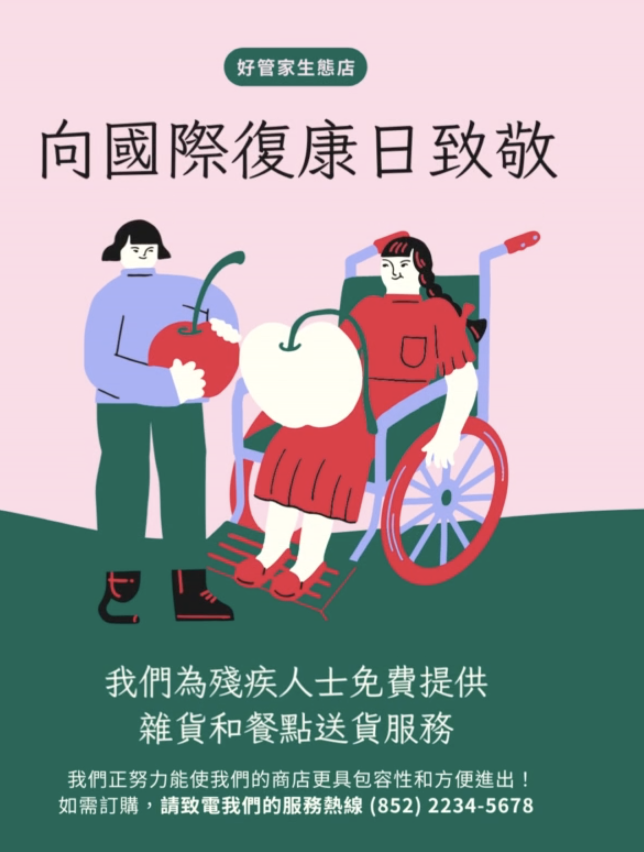 好管家生態店
向國際復康日致敬
我們為殘疾人士免費提供
雜貨和餐點送貨服務
我們正努力能使我們的商店更具包容性和方便進出！
如需訂購，請致電我們的服務熱線 (852) 2234-5678